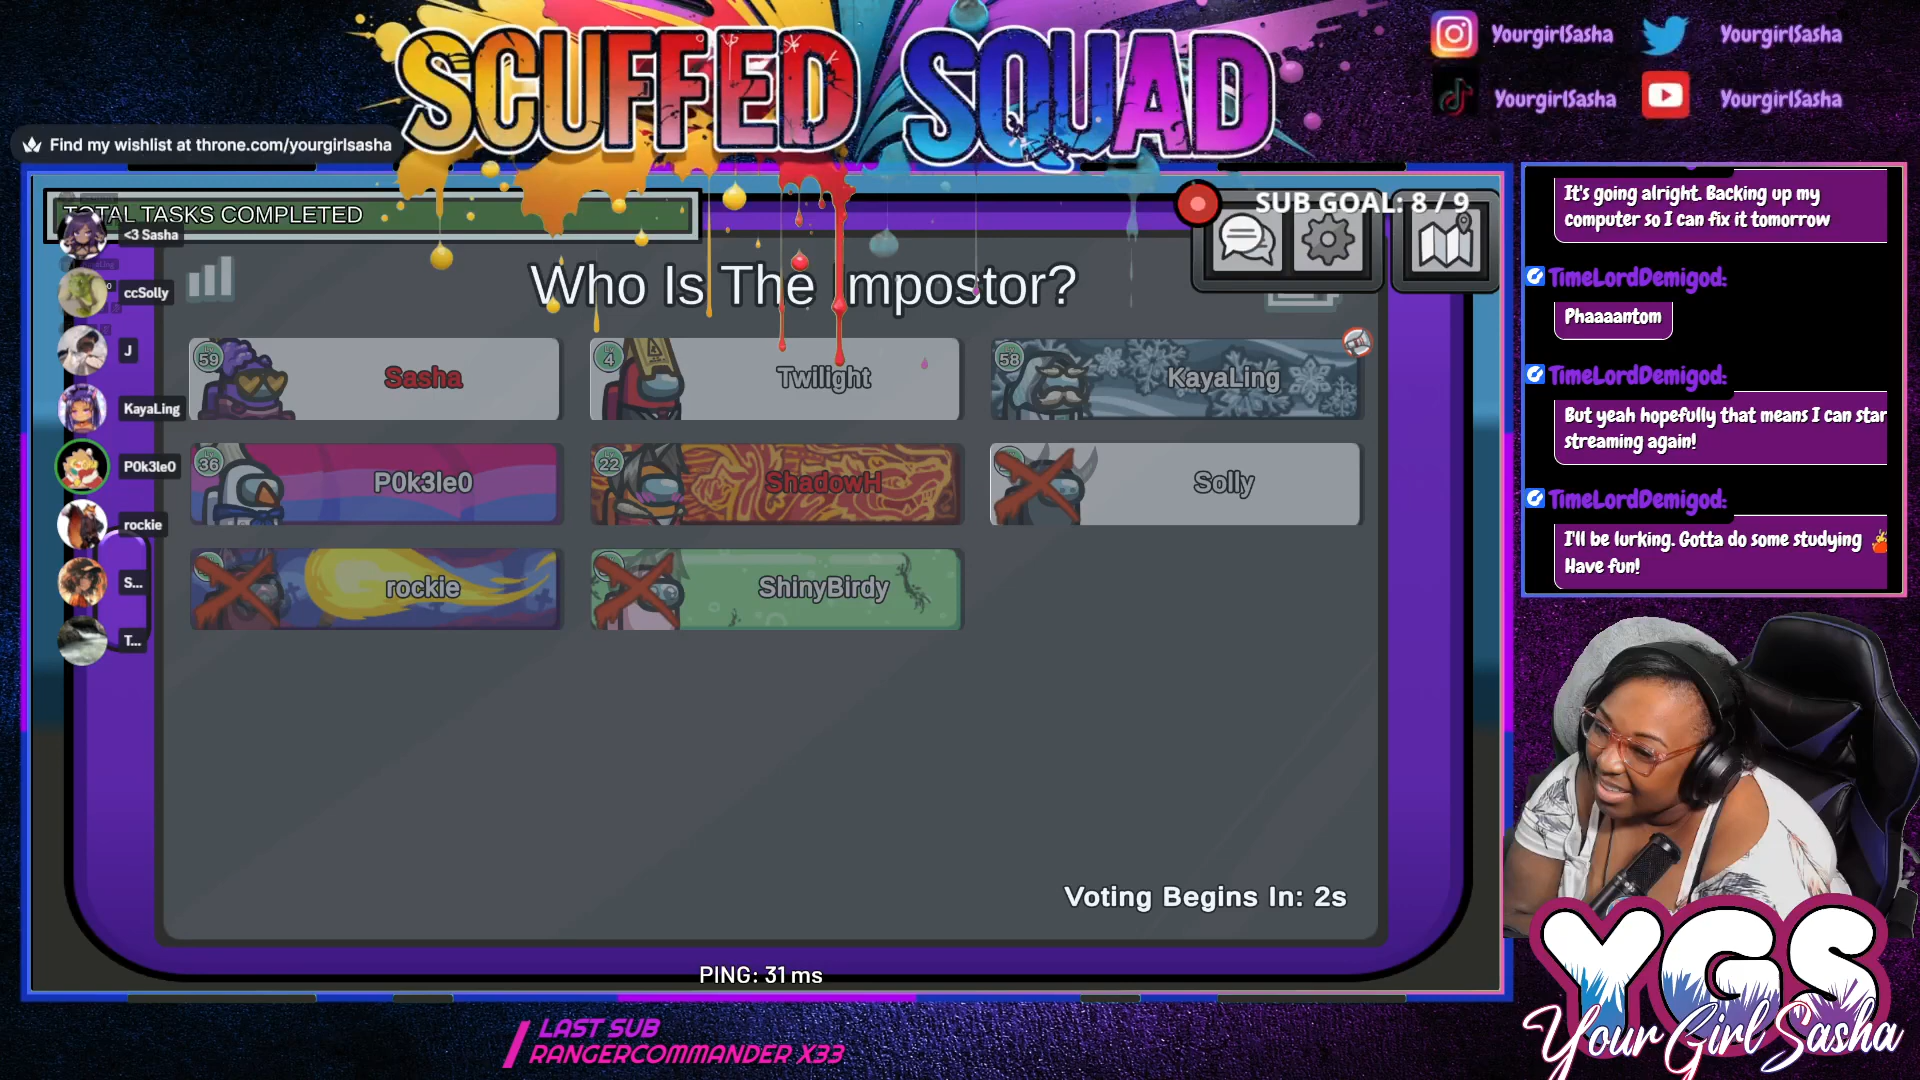 SCUFFED SQUAD
YourgirlSasha
YourgirlSasha
YourgirlSasha
YourgirlSasha
Find my wishlist at throne.com/yourgirlsasha
TOTAL TASKS COMPLETED
SUB GOAL: 8 / 9
Who Is The Impostor?
<3 Sasha
ccSolly
J
KayaLing
P0k3le0
rockie
S...
T...
59
Sasha
4
Twilight
58
KayaLing
36
P0k3le0
22
ShadowH
Solly
rockie
ShinyBirdy
Voting Begins In: 2s
PING: 31 ms
It's going alright. Backing up my
computer so I can fix it tomorrow
TimeLordDemigod:
Phaaaantom
TimeLordDemigod:
But yeah hopefully that means I can star
streaming again!
TimeLordDemigod:
I'll be lurking. Gotta do some studying
Have fun!
LAST SUB
RANGERCOMMANDER X33
YGS
YourGirlSasha